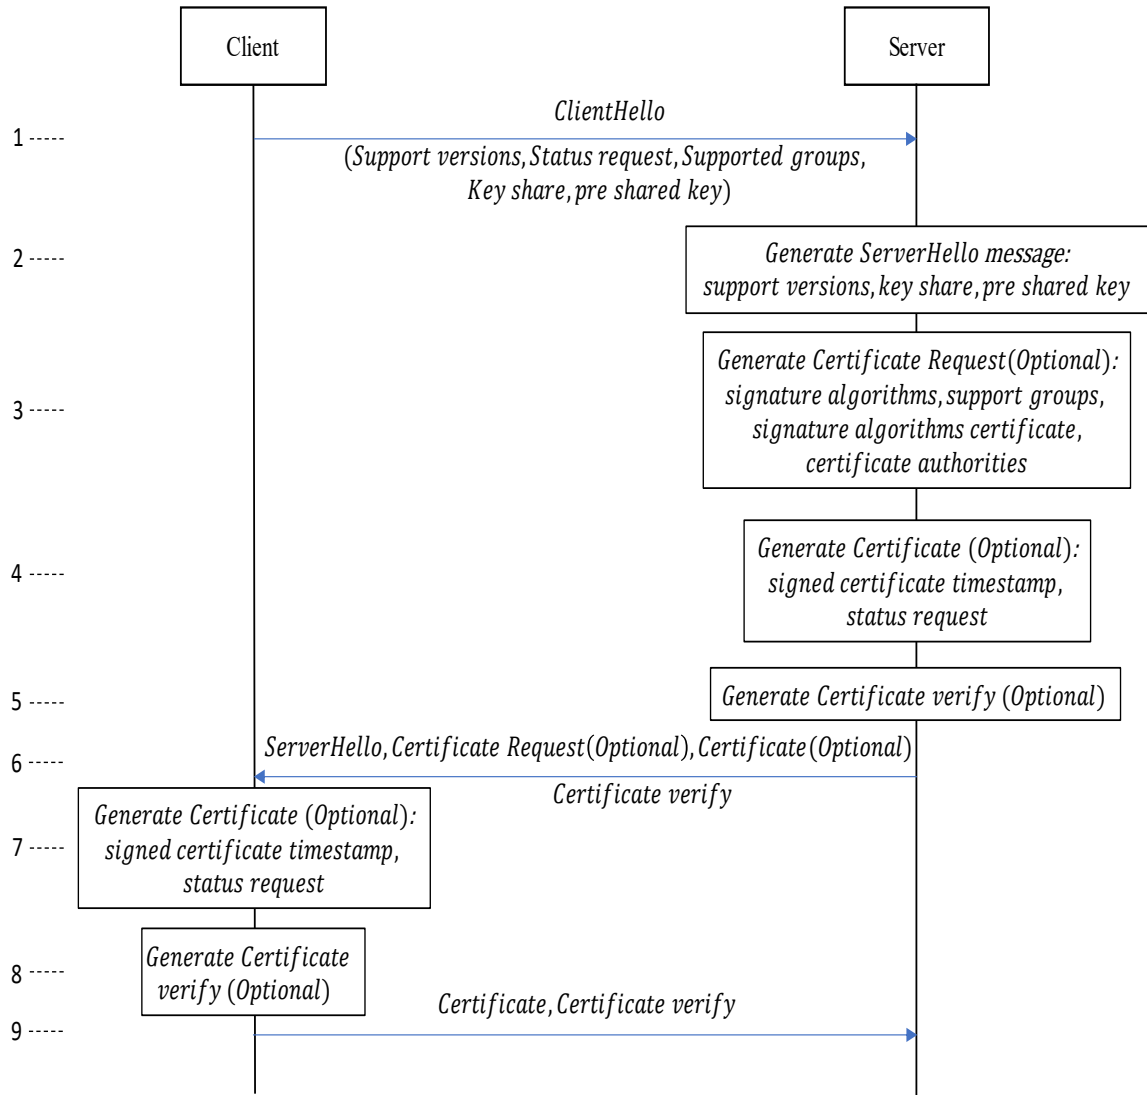 Client
Server
1 -----
ClientHello
(Support versions, Status request, Supported groups,
Key share, pre shared key)
2 -----
Generate ServerHello message:
support versions, key share, pre shared key
3 -----
Generate Certificate Request(Optional):
signature algorithms, support groups,
signature algorithms certificate,
certificate authorities
4 -----
Generate Certificate (Optional):
signed certificate timestamp,
status request
5 -----
Generate Certificate verify (Optional)
6 -----
ServerHello, Certificate Request(Optional), Certificate(Optional)
Certificate verify
7 -----
Generate Certificate (Optional):
signed certificate timestamp,
status request
8 -----
Generate Certificate
verify (Optional)
9 -----
Certificate, Certificate verify